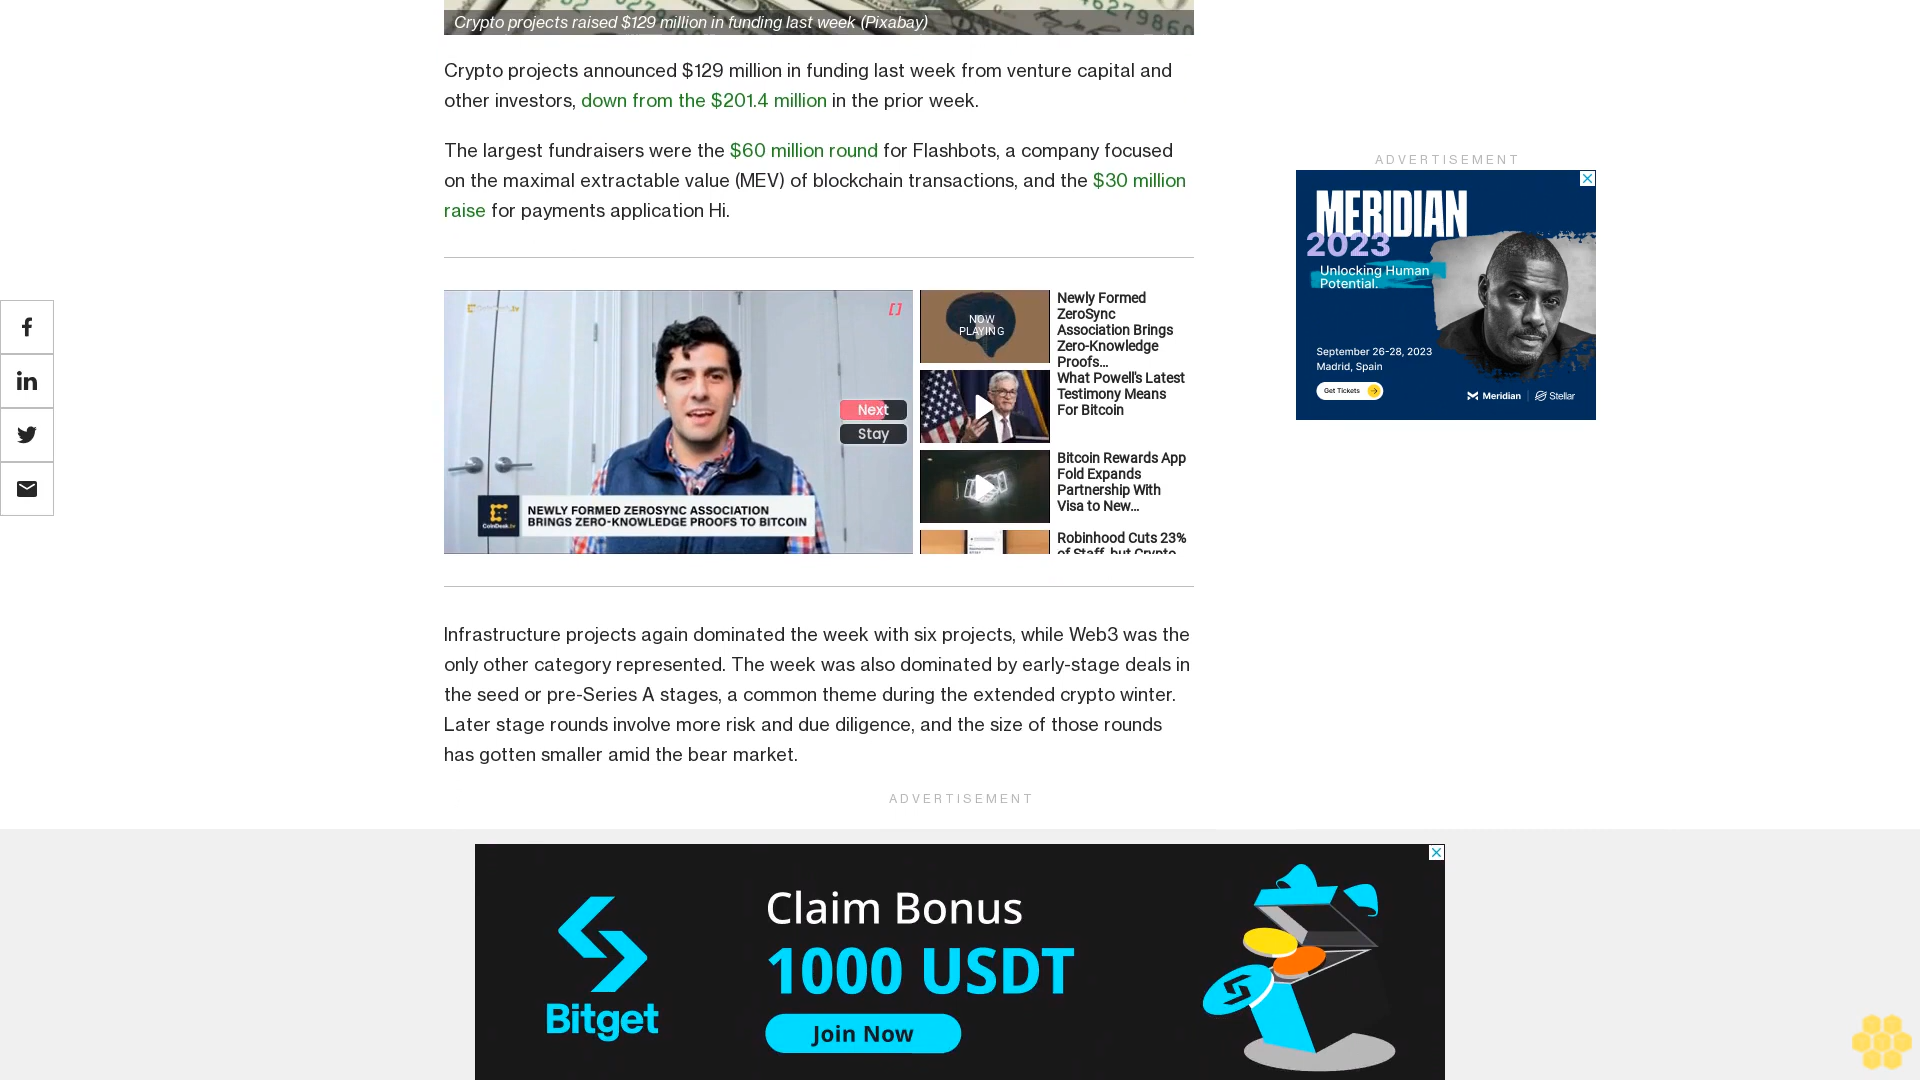 Crypto projects raised $129 million in funding last week (Pixabay)
Crypto projects announced $129 million in funding last week from venture capital and
other investors, down from the $201.4 million in the prior week.
The largest fundraisers were the $60 million round for Flashbots, a company focused
on the maximal extractable value (MEV) of blockchain transactions, and the $30 million
raise for payments application Hi.
ADVERTISEMENT
MERIDIAN
2023
Unlocking Human
Potential.
September 26-28, 2023
Madrid, Spain
Get Tickets
Meridian
Stellar
Next
Stay
NEWLY FORMED ZEROSYNC ASSOCIATION
BRINGS ZERO-KNOWLEDGE PROOFS TO BITCOIN
CoinDesk.tv
NOW
PLAYING
Newly Formed
ZeroSync
Association Brings
Zero-Knowledge
Proofs...
What Powell's Latest
Testimony Means
For Bitcoin
Bitcoin Rewards App
Fold Expands
Partnership With
Visa to New...
Robinhood Cuts 23%
of Staff, but Crypto
Infrastructure projects again dominated the week with six projects, while Web3 was the
only other category represented. The week was also dominated by early-stage deals in
the seed or pre-Series A stages, a common theme during the extended crypto winter.
Later stage rounds involve more risk and due diligence, and the size of those rounds
has gotten smaller amid the bear market.
ADVERTISEMENT
Bitget
Claim Bonus
1000 USDT
Join Now